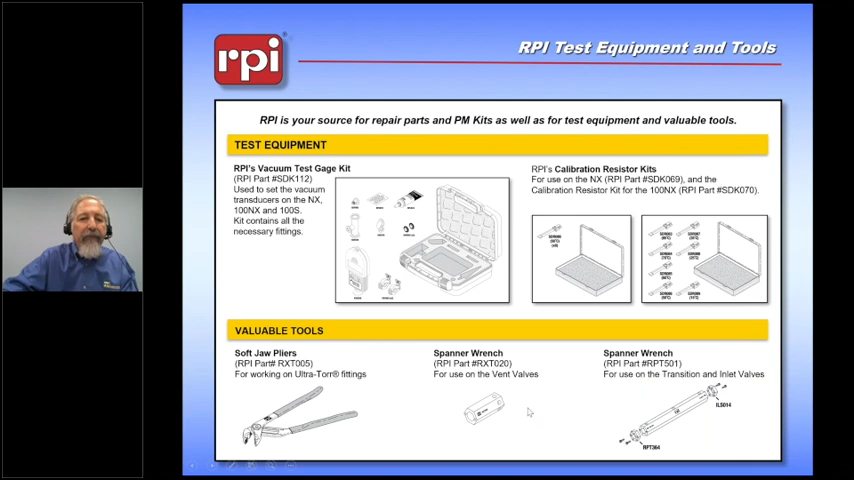 rpi
RPI Test Equipment and Tools
RPI is your source for repair parts and PM Kits as well as for test equipment and valuable tools.
TEST EQUIPMENT
RPI's Vacuum Test Gage Kit
(RPI Part #SDK112)
Used to set the vacuum
transducers on the NX,
100NX and 100S.
Kit contains all the
necessary fittings.
RPI's Calibration Resistor Kits
For use on the NX (RPI Part #SDK069), and the
Calibration Resistor Kit for the 100NX (RPI Part #SDK070).
VALUABLE TOOLS
Soft Jaw Pliers
(RPI Part# RXT005)
For working on Ultra-Torr® fittings
Spanner Wrench
(RPI Part #RXT020)
For use on the Vent Valves
Spanner Wrench
(RPI Part #RPT501)
For use on the Transition and Inlet Valves
ILS014
RPT364